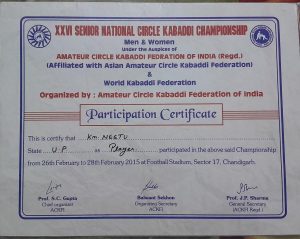 XXVI SENIOR NATIONAL CIRCLE KABADDI CHAMPIONSHIP
Men & Women
Under the Auspices of
AMATEUR CIRCLE KABADDI FEDRATION OF INDIA (Regd.)
(Affiliated with Asian Amateur Circle Kabaddi Federation)
&
World Kabaddi Federation
Organized by : Amateur Circle Kabaddi Federation of India
Participation Certificate
This is certify that Km. NEETU
State U.P as Player participated in the above said Championship
from 26th February to 28th February 2015 at Football Stadium, Sector 17, Chandigarh.
Prof. S.C. Gupta Balwant Sekhon Prof. J.P. Sharma
Chief organizer Organizing Secretary General Secretary
ACKFI ACKFI (ACKFI Regd.)